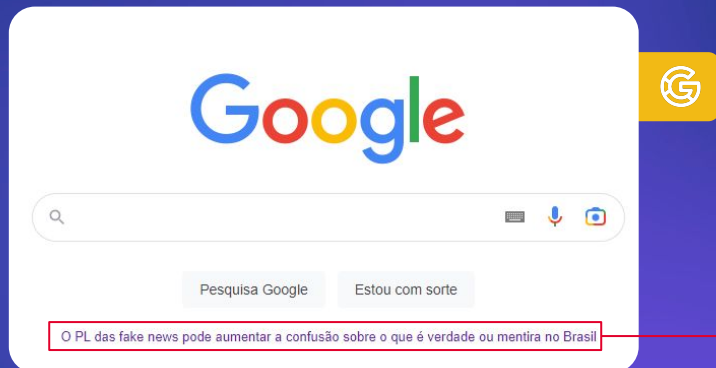 Google
Pesquisa Google
Estou com sorte
O PL das fake news pode aumentar a confusão sobre o que é verdade ou mentira no Brasil